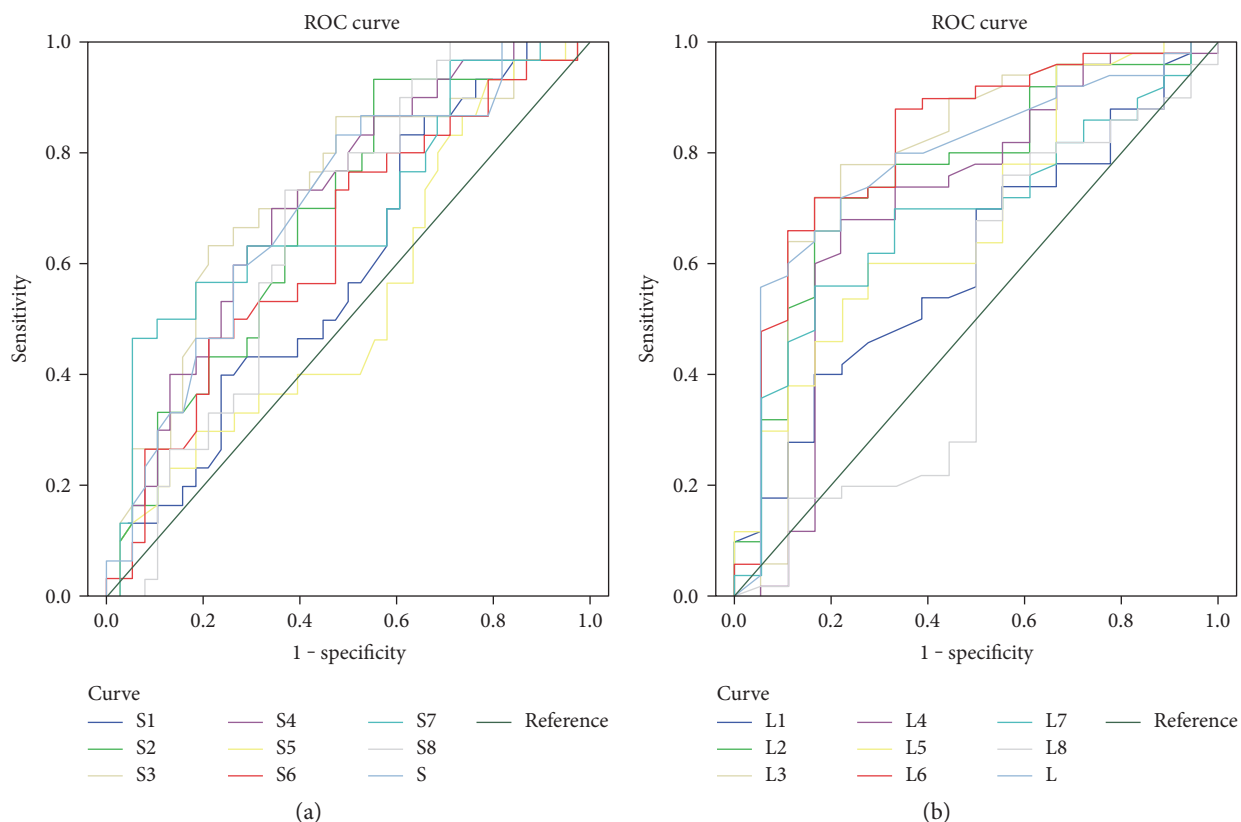 ROC curve
1.0
0.8
0.6
0.4
0.2
0.0
Sensitivity
0.0 0.2 0.4 0.6 0.8 1.0
1 – specificity
Curve
S1 S4 S7 Reference
S2 S5 S8
S3 S6 S
(a)
ROC curve
1.0
0.8
0.6
0.4
0.2
0.0
Sensitivity
0.0 0.2 0.4 0.6 0.8 1.0
1 – specificity
Curve
L1 L4 L7 Reference
L2 L5 L8
L3 L6 L
(b)